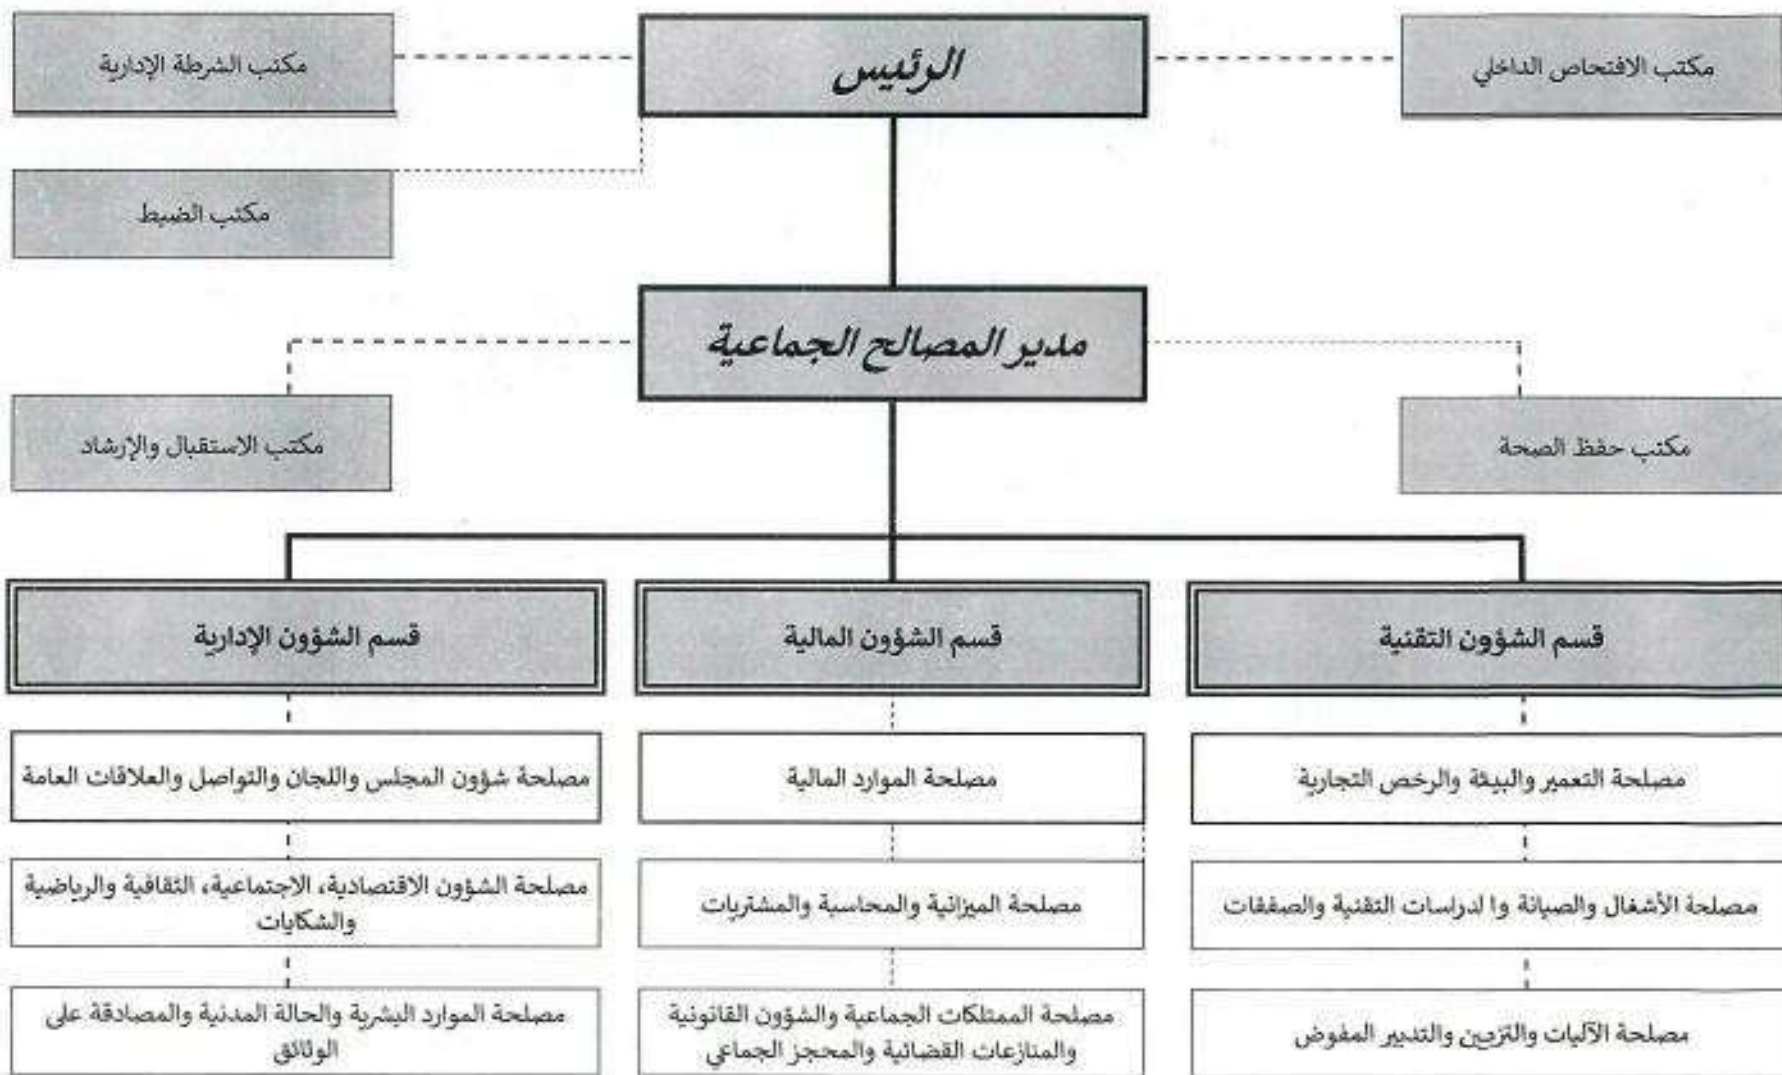 مكتب الافتحاص الداخلي
الرئيس
مكتب الشرطة الإدارية
مكتب الضبط
مدير المصالح الجماعية
مكتب حفظ الصحة
مكتب الاستقبال والإرشاد
قسم الشؤون التقنية
قسم الشؤون المالية
قسم الشؤون الإدارية
مصلحة التعمير والبيئة والرخص التجارية
مصلحة الموارد المالية
مصلحة شؤون المجلس واللجان والتواصل والعلاقات العامة
مصلحة الأشغال والصيانة وا لدراسات التقنية والصفقات
مصلحة الميزانية والمحاسبة والمشتريات
مصلحة الشؤون الاقتصادية، الاجتماعية، الثقافية والرياضية
والشكايات
مصلحة الآليات والتزيين والتدبير المفوض
مصلحة الممتلكات الجماعية والشؤون القانونية
والمنازعات القضائية والمحجز الجماعي
مصلحة الموارد البشرية والحالة المدنية والمصادقة على
الوثائق